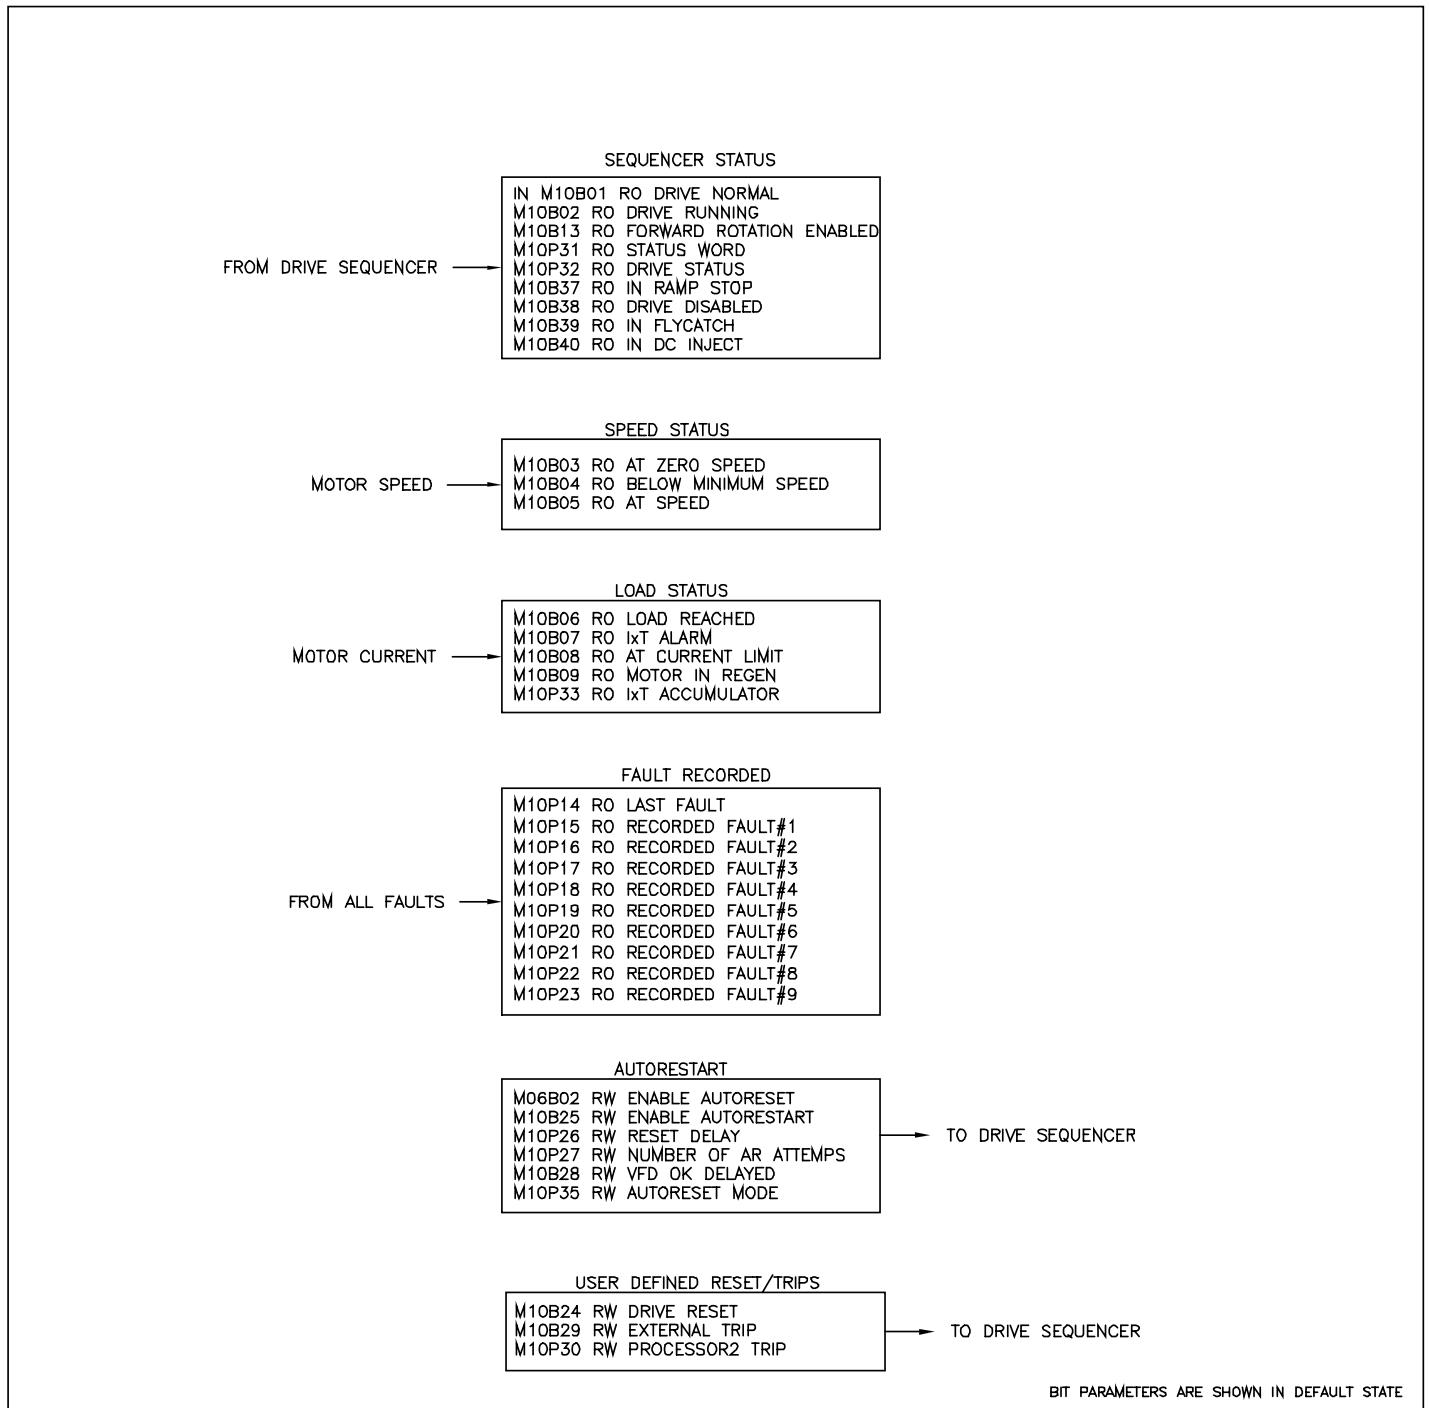 SEQUENCER STATUS
IN M10B01 RO DRIVE NORMAL
M10B02 RO DRIVE RUNNING
M10B13 RO FORWARD ROTATION ENABLED
M10P31 RO STATUS WORD
FROM DRIVE SEQUENCER
M10P32 RO DRIVE STATUS
M10B37 RO IN RAMP STOP
M10B38 RO DRIVE DISABLED
M10B39 RO IN FLYCATCH
M10B40 RO IN DC INJECT
SPEED STATUS
M10B03 RO AT ZERO SPEED
MOTOR SPEED
M10B04 RO BELOW MINIMUM SPEED
M10B05 RO AT SPEED
LOAD STATUS
M10B06 RO LOAD REACHED
M10B07 RO IxT ALARM
MOTOR CURRENT
M10B08 RO AT CURRENT LIMIT
M10B09 RO MOTOR IN REGEN
M10P33 RO IxT ACCUMULATOR
FAULT RECORDED
M10P14 RO LAST FAULT
M10P15 RO RECORDED FAULT#1
M10P16 RO RECORDED FAULT#2
M10P17 RO RECORDED FAULT#3
M10P18 RO RECORDED FAULT#4
FROM ALL FAULTS
M10P19 RO RECORDED FAULT#5
M10P20 RO RECORDED FAULT#6
M10P21 RO RECORDED FAULT#7
M10P22 RO RECORDED FAULT#8
M10P23 RO RECORDED FAULT#9
AUTORESTART
M06B02 RW ENABLE AUTORESET
M10B25 RW ENABLE AUTORESTART
M10P26 RW RESET DELAY
M10P27 RW NUMBER OF AR ATTEMPS
M10B28 RW VFD OK DELAYED
M10P35 RW AUTORESET MODE
TO DRIVE SEQUENCER
USER DEFINED RESET/TRIPS
M10B24 RW DRIVE RESET
M10B29 RW EXTERNAL TRIP
M10P30 RW PROCESSOR2 TRIP
TO DRIVE SEQUENCER
BIT PARAMETERS ARE SHOWN IN DEFAULT STATE